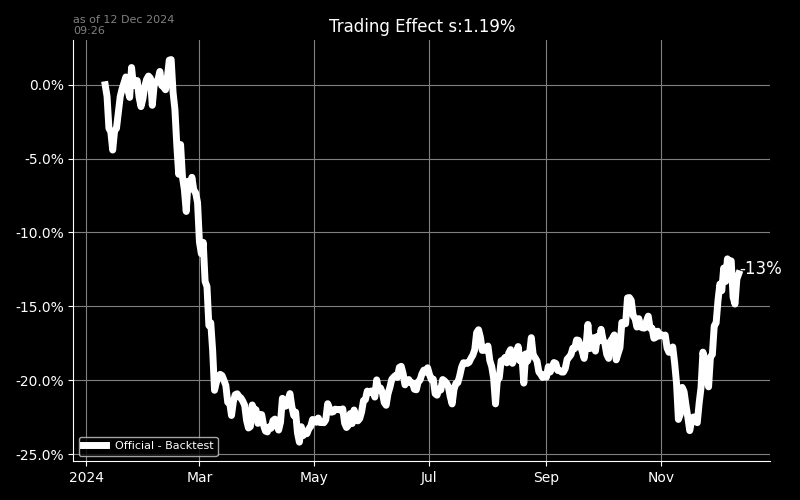 as of 12 Dec 2024
09:26
Trading Effect s:1.19%
0.0%
-5.0%
-10.0%
-13%
-15.0%
-20.0%
-25.0%
Official - Backtest
2024 Mar May Jul Sep Nov